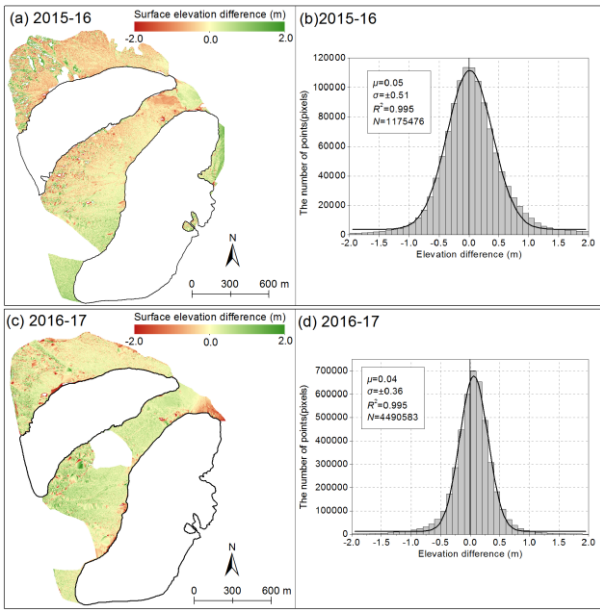 (a) 2015-16
Surface elevation difference (m)
-2.0 0.0 2.0
N
0 300 600 m
(b)2015-16
120000
100000
80000
60000
40000
20000
0
The number of points(pixels)
μ=0.05
σ=±0.51
R²=0.995
N=1175476
-2.0 -1.5 -1.0 -0.5 0.0 0.5 1.0 1.5 2.0
Elevation difference (m)
(c) 2016-17
Surface elevation difference (m)
-2.0 0.0 2.0
N
0 300 600 m
(d) 2016-17
700000
600000
500000
400000
300000
200000
100000
0
The number of points(pixels)
μ=0.04
σ=±0.36
R²=0.995
N=4490583
-2.0 -1.5 -1.0 -0.5 0.0 0.5 1.0 1.5 2.0
Elevation difference (m)